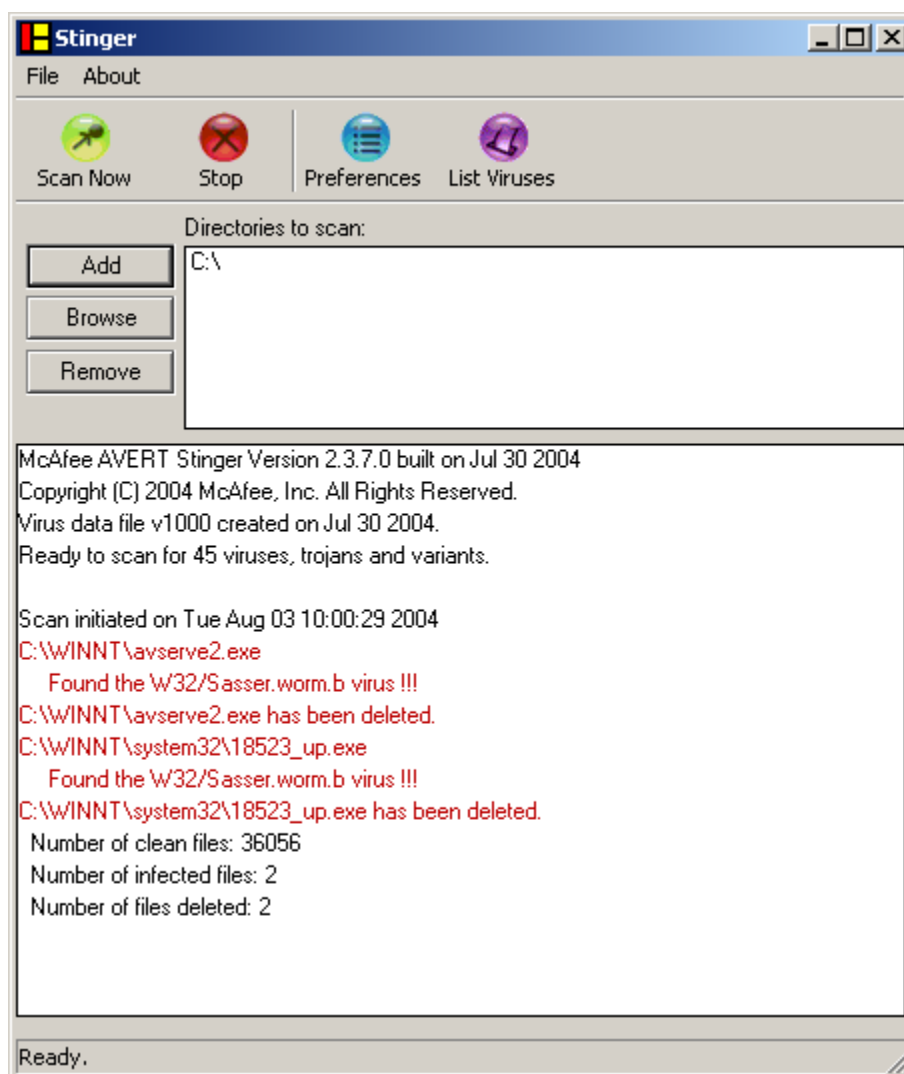 Stinger
File About
Scan Now Stop Preferences List Viruses
Directories to scan:
Add
C:\
Browse
Remove
McAfee AVERT Stinger Version 2.3.7.0 built on Jul 30 2004
Copyright (C) 2004 McAfee, Inc. All Rights Reserved.
Virus data file v1000 created on Jul 30 2004.
Ready to scan for 45 viruses, trojans and variants.
Scan initiated on Tue Aug 03 10:00:29 2004
C:\WINNT\avserve2.exe
Found the W32/Sasser.worm.b virus !!!
C:\WINNT\avserve2.exe has been deleted.
C:\WINNT\system32\18523_up.exe
Found the W32/Sasser.worm.b virus !!!
C:\WINNT\system32\18523_up.exe has been deleted.
Number of clean files: 36056
Number of infected files: 2
Number of files deleted: 2
Ready.